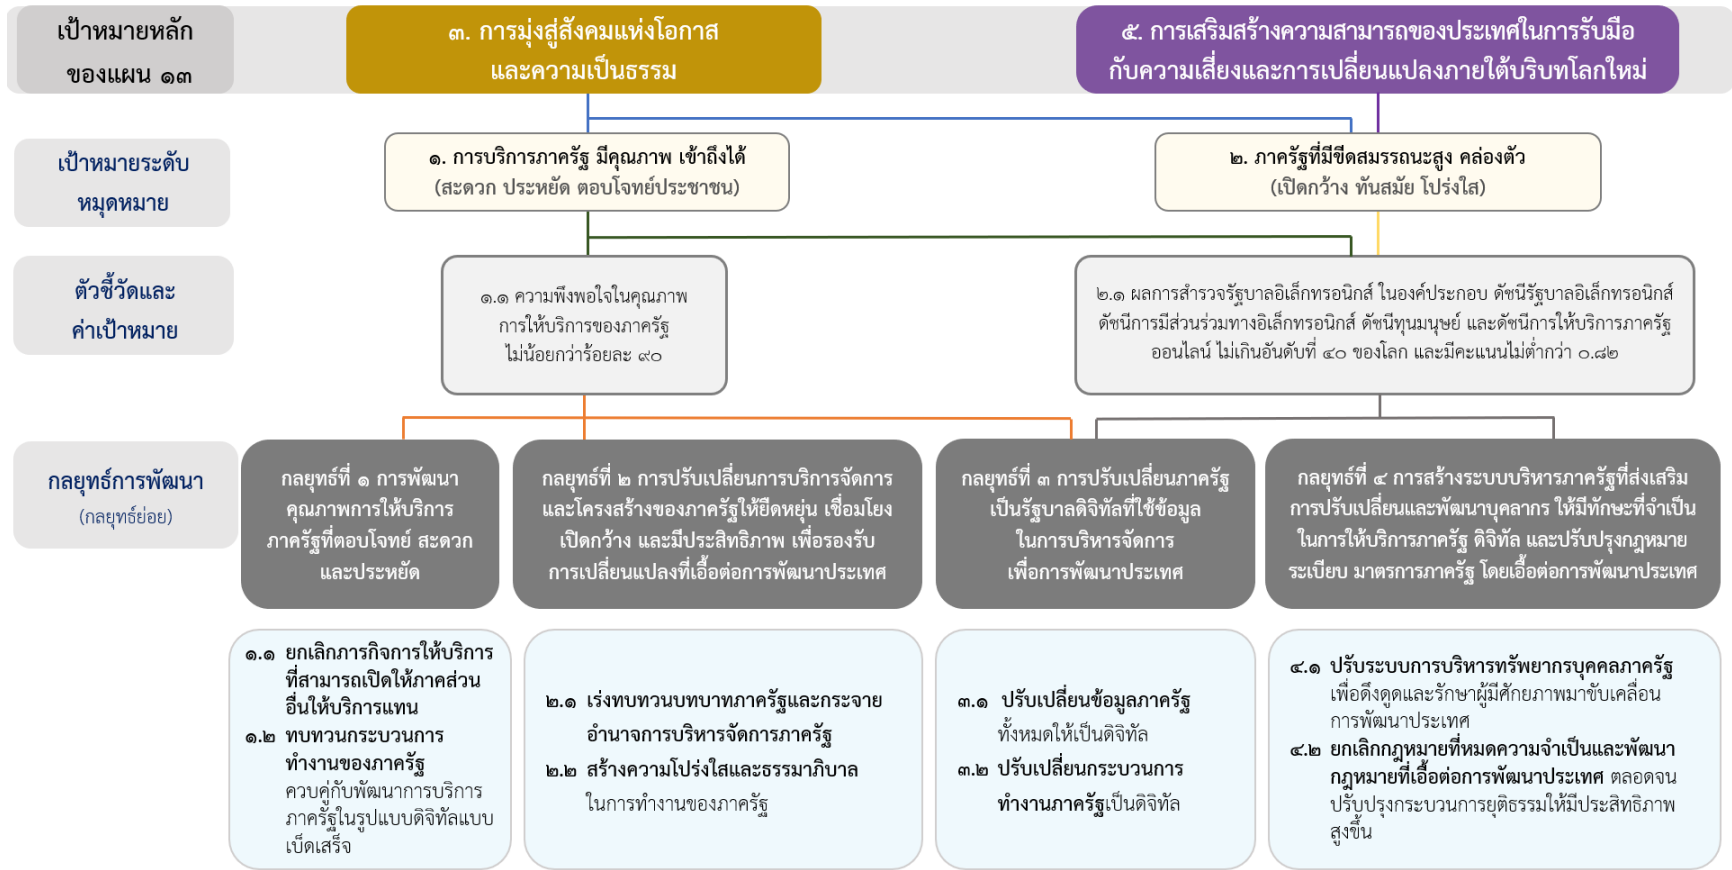 เป้าหมายหลัก
ของแผน ๑๓
๓. การมุ่งสู่สังคมแห่งโอกาส
และความเป็นธรรม
๕. การเสริมสร้างความสามารถของประเทศในการรับมือ
กับความเสี่ยงและการเปลี่ยนแปลงภายใต้บริบทโลกใหม่
เป้าหมายระดับ
หมุดหมาย
๑. การบริการภาครัฐ มีคุณภาพ เข้าถึงได้
(สะดวก ประหยัด ตอบโจทย์ประชาชน)
๒. ภาครัฐที่มีขีดสมรรถนะสูง คล่องตัว
(เปิดกว้าง ทันสมัย โปร่งใส)
ตัวชี้วัดและ
ค่าเป้าหมาย
๑.๑ ความพึงพอใจในคุณภาพ
การให้บริการของภาครัฐ
ไม่น้อยกว่าร้อยละ ๙๐
๒.๑ ผลการสำรวจรัฐบาลอิเล็กทรอนิกส์ ในองค์ประกอบ ดัชนีรัฐบาลอิเล็กทรอนิกส์
ดัชนีการมีส่วนร่วมทางอิเล็กทรอนิกส์ ดัชนีทุนมนุษย์ และดัชนีการให้บริการภาครัฐ
ออนไลน์ ไม่เกินอันดับที่ ๔๐ ของโลก และมีคะแนนไม่ต่ำกว่า ๐.๘๒
กลยุทธ์การพัฒนา
(กลยุทธ์ย่อย)
กลยุทธ์ที่ ๑ การพัฒนา
คุณภาพการให้บริการ
ภาครัฐที่ตอบโจทย์ สะดวก
และประหยัด
กลยุทธ์ที่ ๒ การปรับเปลี่ยนการบริการจัดการ
และโครงสร้างของภาครัฐให้ยืดหยุ่น เชื่อมโยง
เปิดกว้าง และมีประสิทธิภาพ เพื่อรองรับ
การเปลี่ยนแปลงที่เอื้อต่อการพัฒนาประเทศ
กลยุทธ์ที่ ๓ การปรับเปลี่ยนภาครัฐ
เป็นรัฐบาลดิจิทัลที่ใช้ข้อมูล
ในการบริหารจัดการ
เพื่อการพัฒนาประเทศ
กลยุทธ์ที่ ๔ การสร้างระบบบริหารภาครัฐที่ส่งเสริม
การปรับเปลี่ยนและพัฒนาบุคลากร ให้มีทักษะที่จำเป็น
ในการให้บริการภาครัฐ ดิจิทัล และปรับปรุงกฎหมาย
ระเบียบ มาตรการภาครัฐ โดยเอื้อต่อการพัฒนาประเทศ
๑.๑ ยกเลิกภารกิจการให้บริการ
ที่สามารถเปิดให้ภาคส่วน
อื่นให้บริการแทน
๑.๒ ทบทวนกระบวนการ
ทำงานของภาครัฐ
ควบคู่กับพัฒนาการบริการ
ภาครัฐในรูปแบบดิจิทัลแบบ
เบ็ดเสร็จ
๒.๑ เร่งทบทวนบทบาทภาครัฐและกระจาย
อำนาจการบริหารจัดการภาครัฐ
๒.๒ สร้างความโปร่งใสและธรรมาภิบาล
ในการทำงานของภาครัฐ
๓.๑ ปรับเปลี่ยนข้อมูลภาครัฐ
ทั้งหมดให้เป็นดิจิทัล
๓.๒ ปรับเปลี่ยนกระบวนการ
ทำงานภาครัฐเป็นดิจิทัล
๔.๑ ปรับระบบการบริหารทรัพยากรบุคคลภาครัฐ
เพื่อดึงดูดและรักษาผู้มีศักยภาพมาขับเคลื่อน
การพัฒนาประเทศ
๔.๒ ยกเลิกกฎหมายที่หมดความจำเป็นและพัฒนา
กฎหมายที่เอื้อต่อการพัฒนาประเทศ ตลอดจน
ปรับปรุงกระบวนการยุติธรรมให้มีประสิทธิภาพ
สูงขึ้น